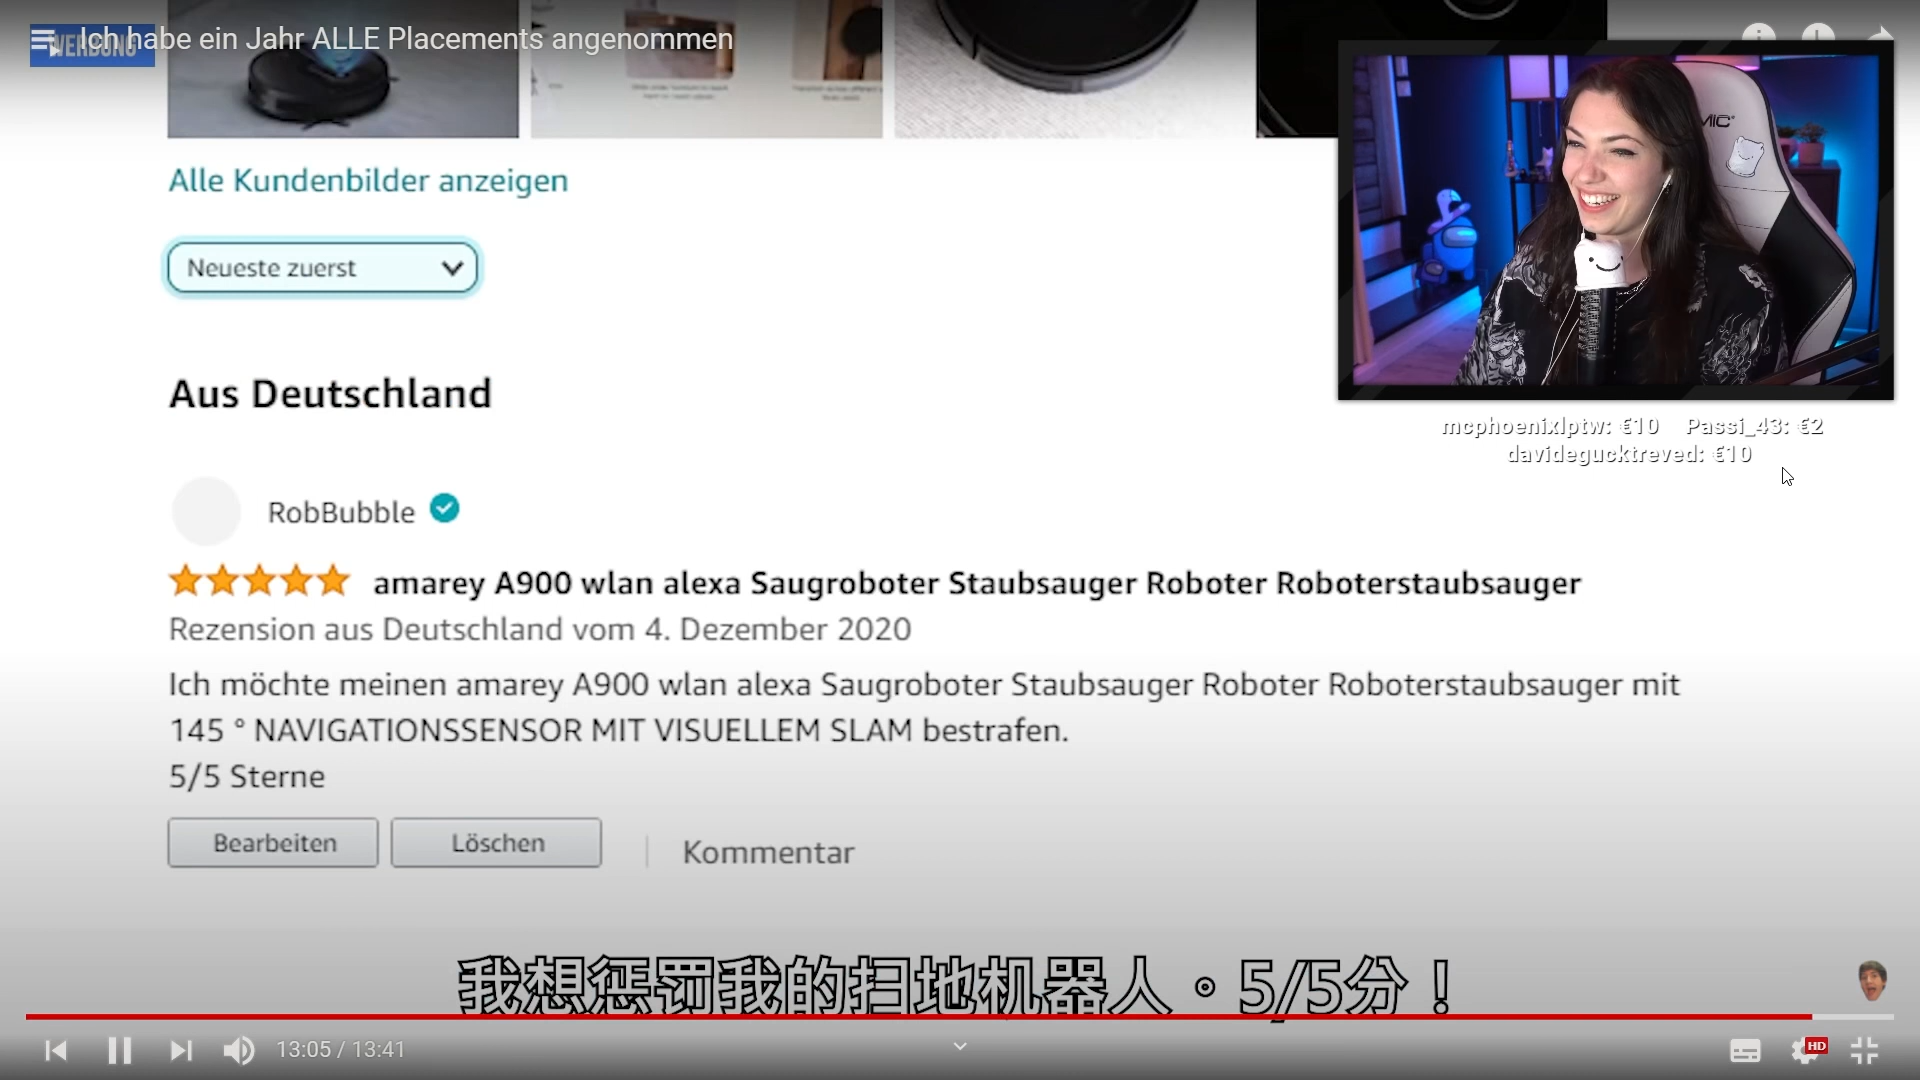 WERBUNG
Ich habe ein Jahr ALLE Placements angenommen
Alle Kundenbilder anzeigen
Neueste zuerst
Aus Deutschland
mcphoenixlptw: €10 Passi_43: €2
davidegucktreved: €10
RobBubble
amarey A900 wlan alexa Saugroboter Staubsauger Roboter Roboterstaubsauger
Rezension aus Deutschland vom 4. Dezember 2020
Ich möchte meinen amarey A900 wlan alexa Saugroboter Staubsauger Roboter Roboterstaubsauger mit
145 ° NAVIGATIONSSENSOR MIT VISUELLEM SLAM bestrafen.
5/5 Sterne
Bearbeiten
Löschen
Kommentar
我想惩罚我的扫地机器人。5/5分！
13:05 / 13:41
HD